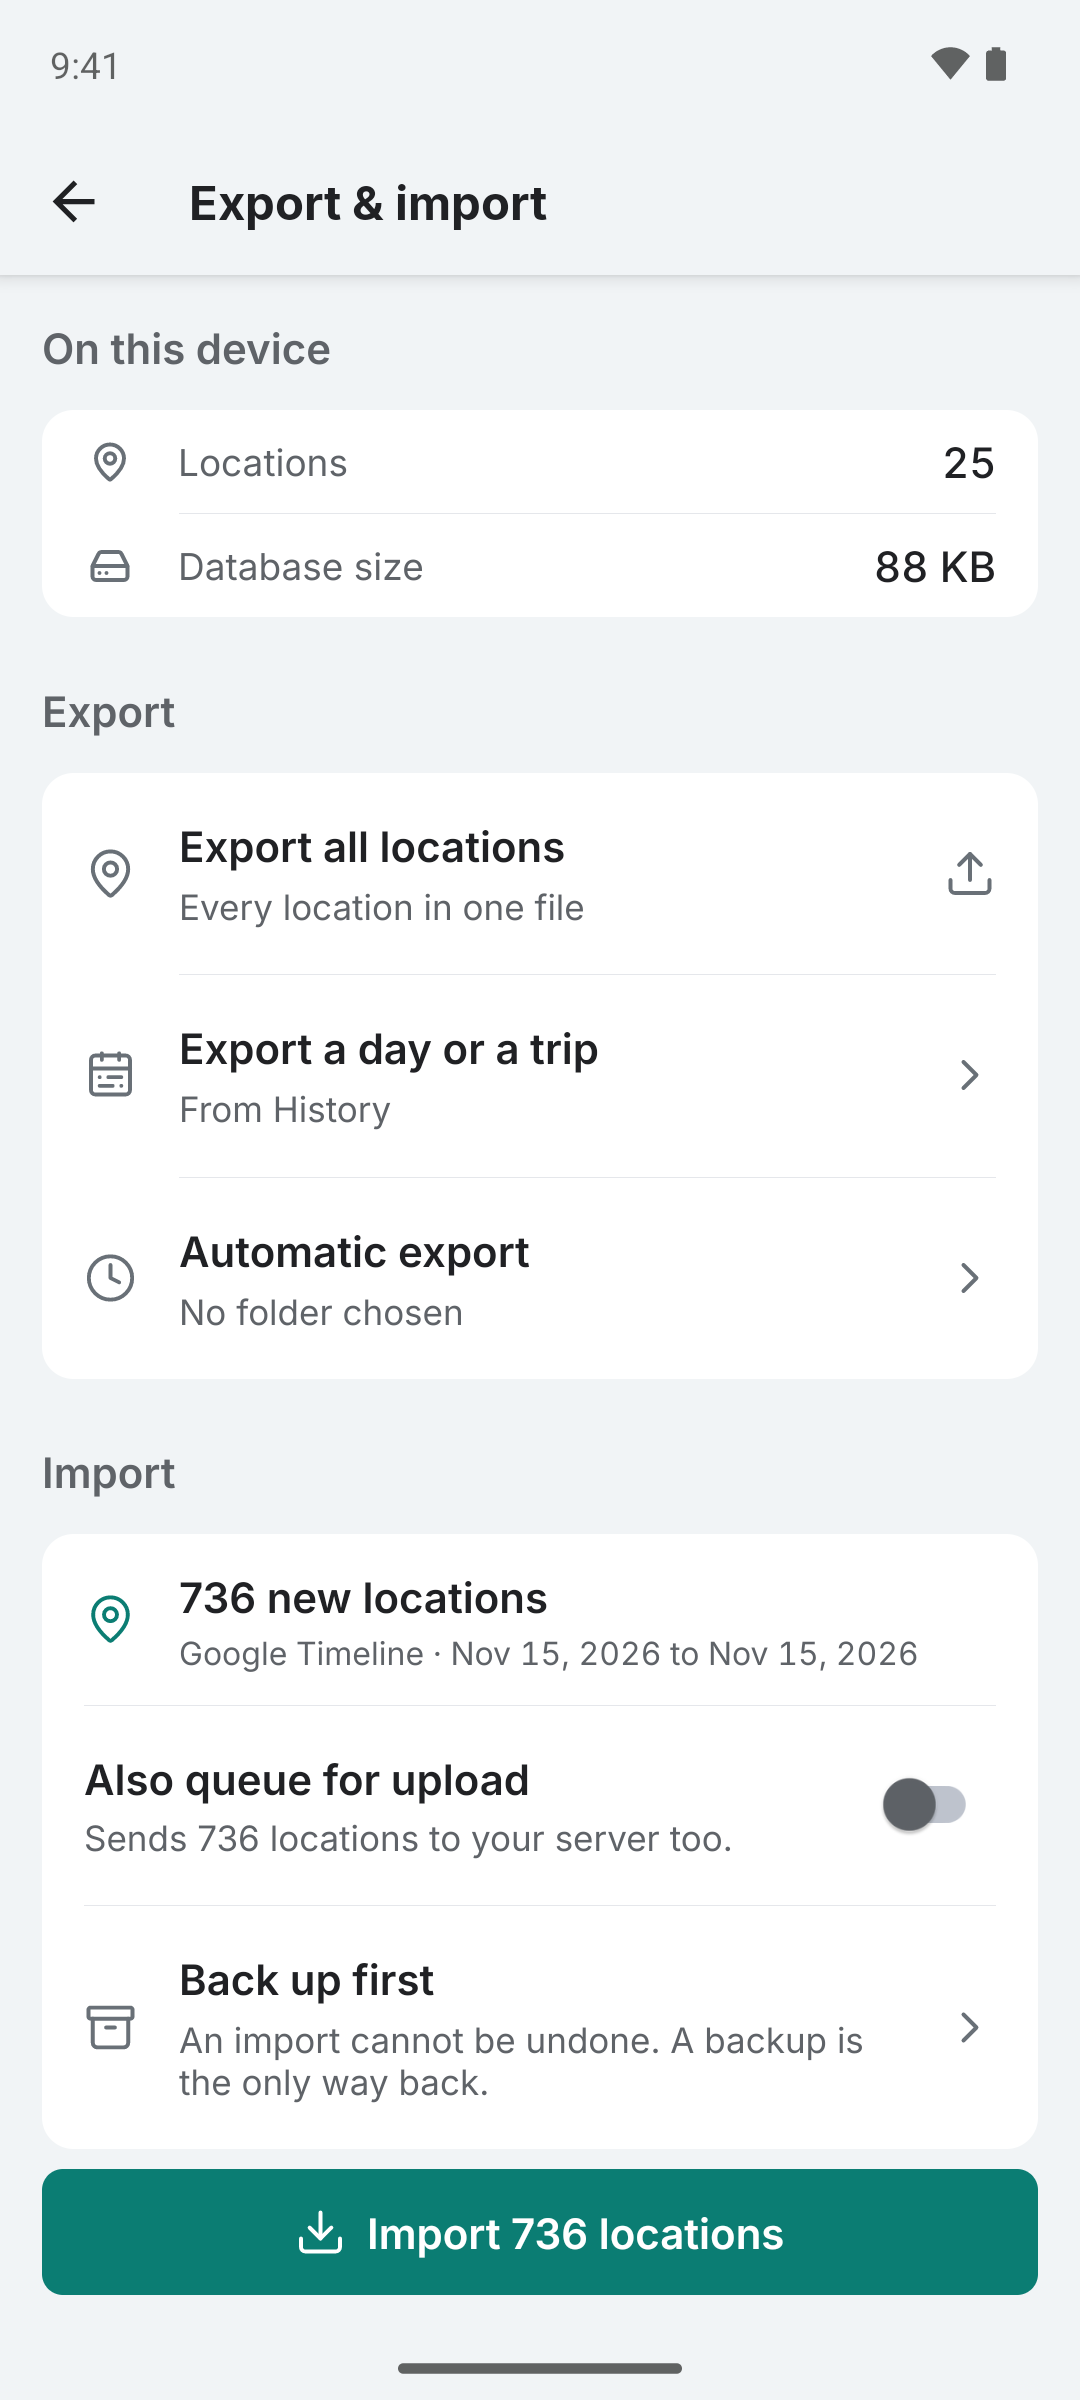 9:41
Export & import
On this device
Locations
25
Database size
88 KB
Export
Export all locations
Every location in one file
Export a day or a trip
From History
Automatic export
No folder chosen
Import
736 new locations
Google Timeline · Nov 15, 2026 to Nov 15, 2026
Also queue for upload
Sends 736 locations to your server too.
Back up first
An import cannot be undone. A backup is
the only way back.
Import 736 locations